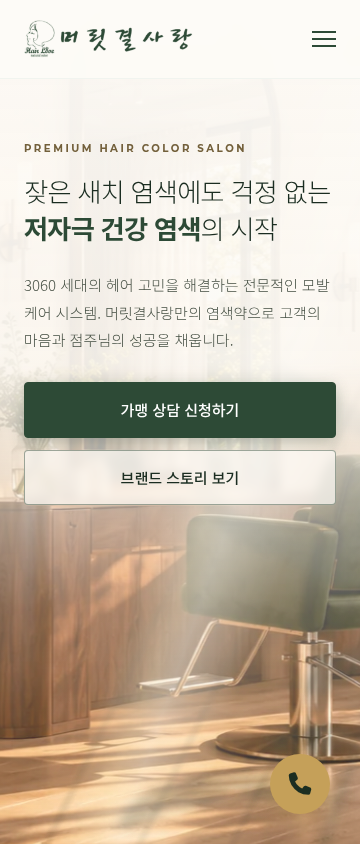 Hair Love
머릿결사랑
PREMIUM HAIR COLOR SALON
잦은 새치 염색에도 걱정 없는
저자극 건강 염색의 시작
3060 세대의 헤어 고민을 해결하는 전문적인 모발
케어 시스템. 머릿결사랑만의 염색약으로 고객의
마음과 점주님의 성공을 채웁니다.
가맹 상담 신청하기
브랜드 스토리 보기